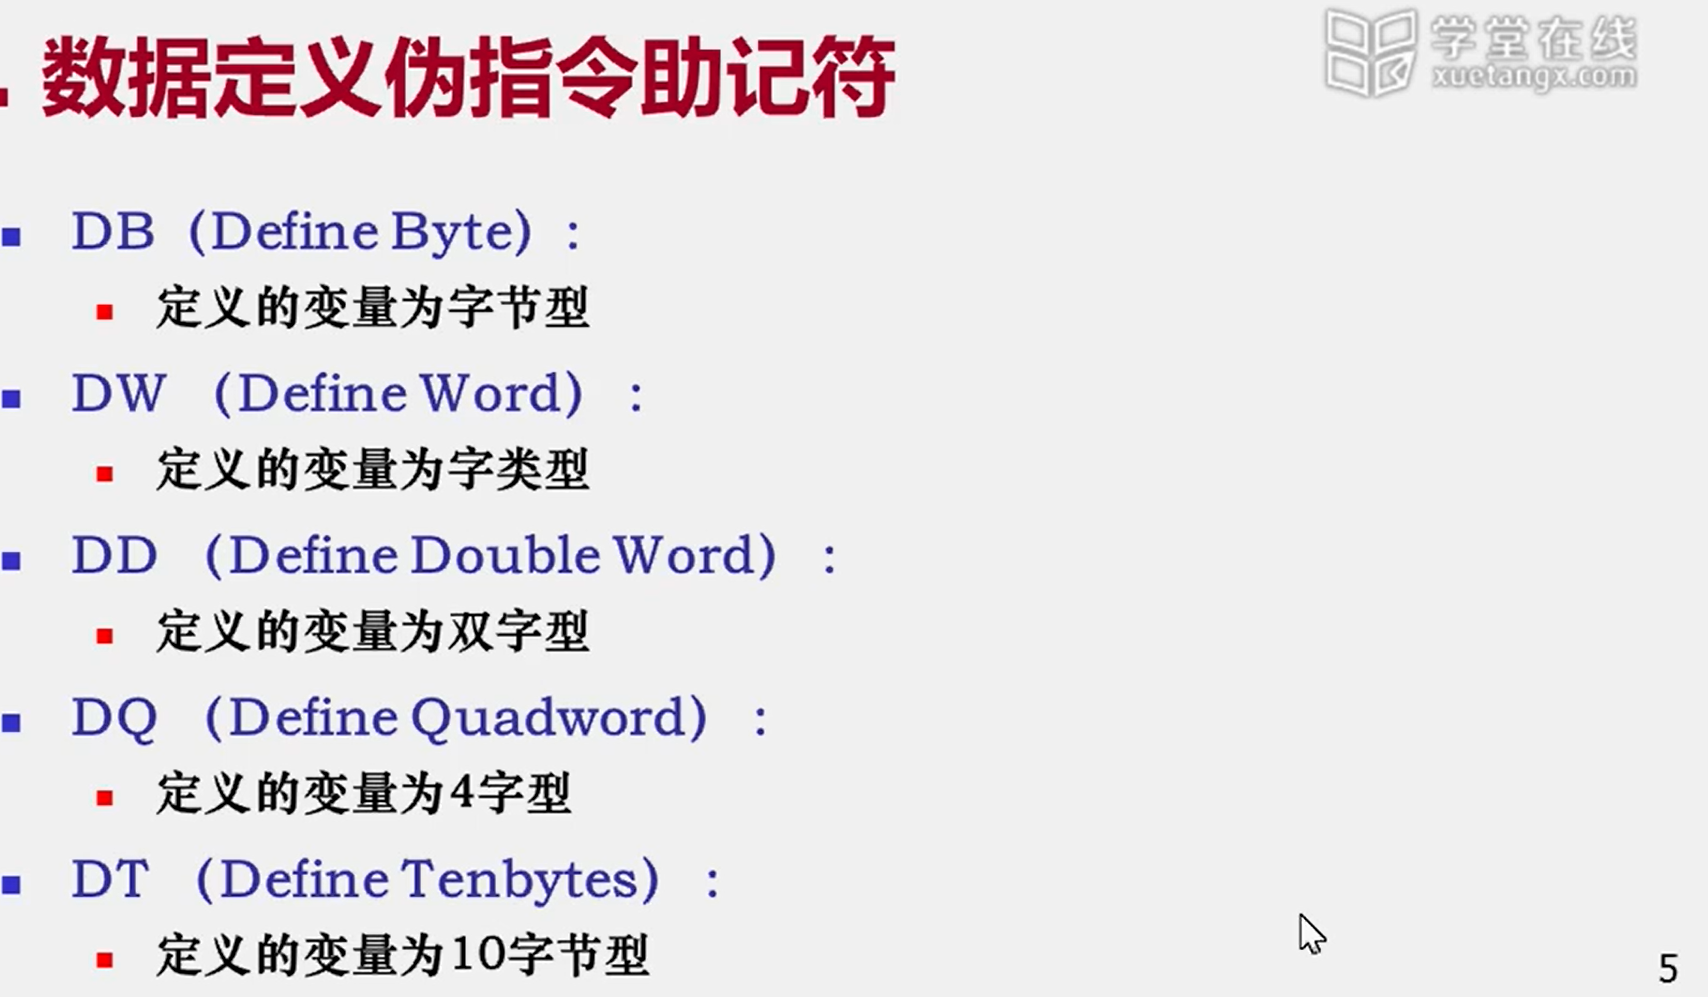 . 数据定义伪指令助记符
学堂在线
xuetangx.com
DB（Define Byte）：
定义的变量为字节型
DW （Define Word） ：
定义的变量为字类型
DD （Define Double Word） ：
定义的变量为双字型
DQ （Define Quadword） ：
定义的变量为4字型
DT （Define Tenbytes） ：
定义的变量为10字节型
5